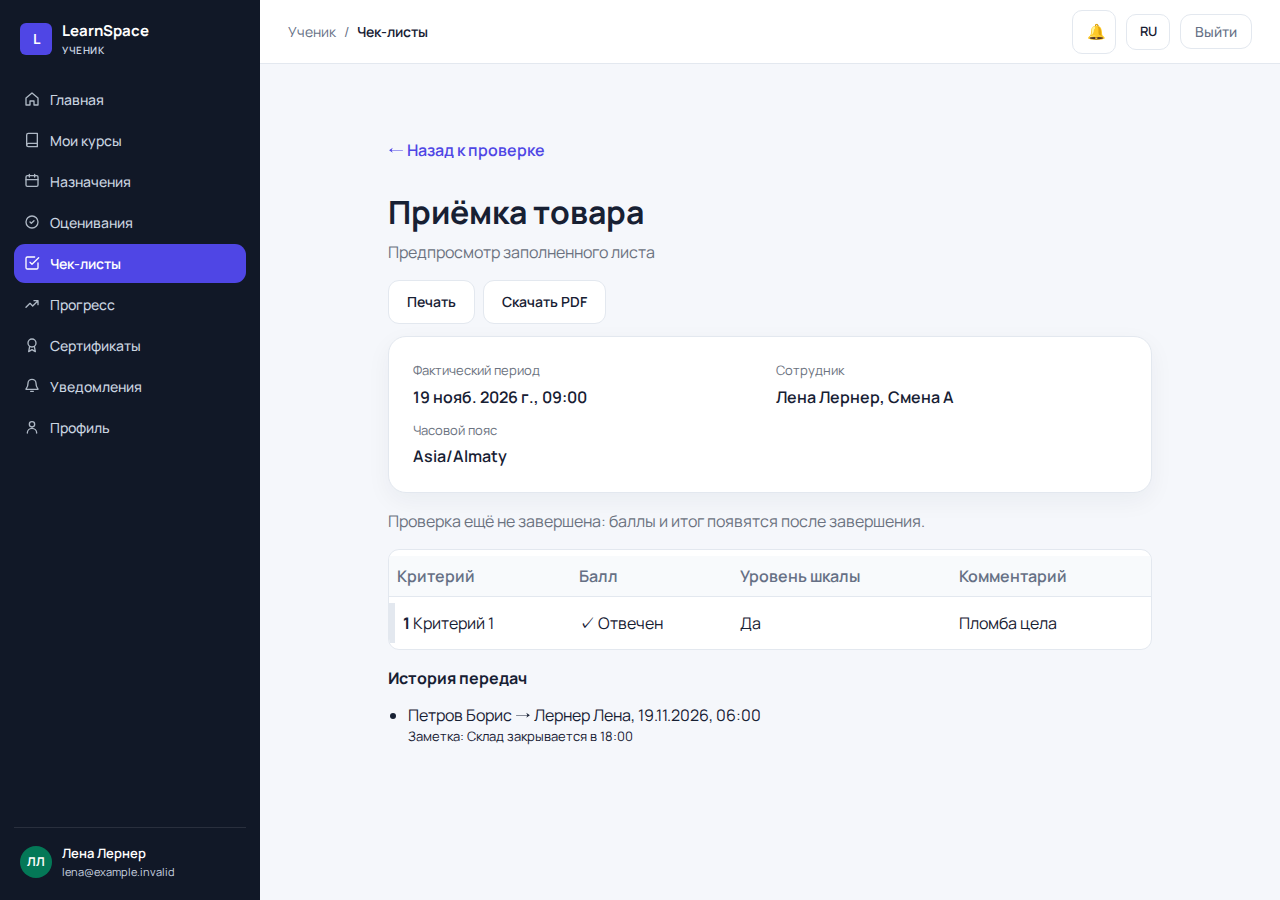 L
LearnSpace
УЧЕНИК
Главная
Мои курсы
Назначения
Оценивания
Чек-листы
Прогресс
Сертификаты
Уведомления
Профиль
ЛЛ
Лена Лернер
lena@example.invalid
Ученик / Чек-листы
RU
Выйти
← Назад к проверке
Приёмка товара
Предпросмотр заполненного листа
Печать
Скачать PDF
Фактический период
19 нояб. 2026 г., 09:00
Сотрудник
Лена Лернер, Смена А
Часовой пояс
Asia/Almaty
Проверка ещё не завершена: баллы и итог появятся после завершения.
Критерий Балл Уровень шкалы Комментарий
1 Критерий 1 ✓ Отвечен Да Пломба цела
История передач
• Петров Борис → Лернер Лена, 19.11.2026, 06:00
Заметка: Склад закрывается в 18:00